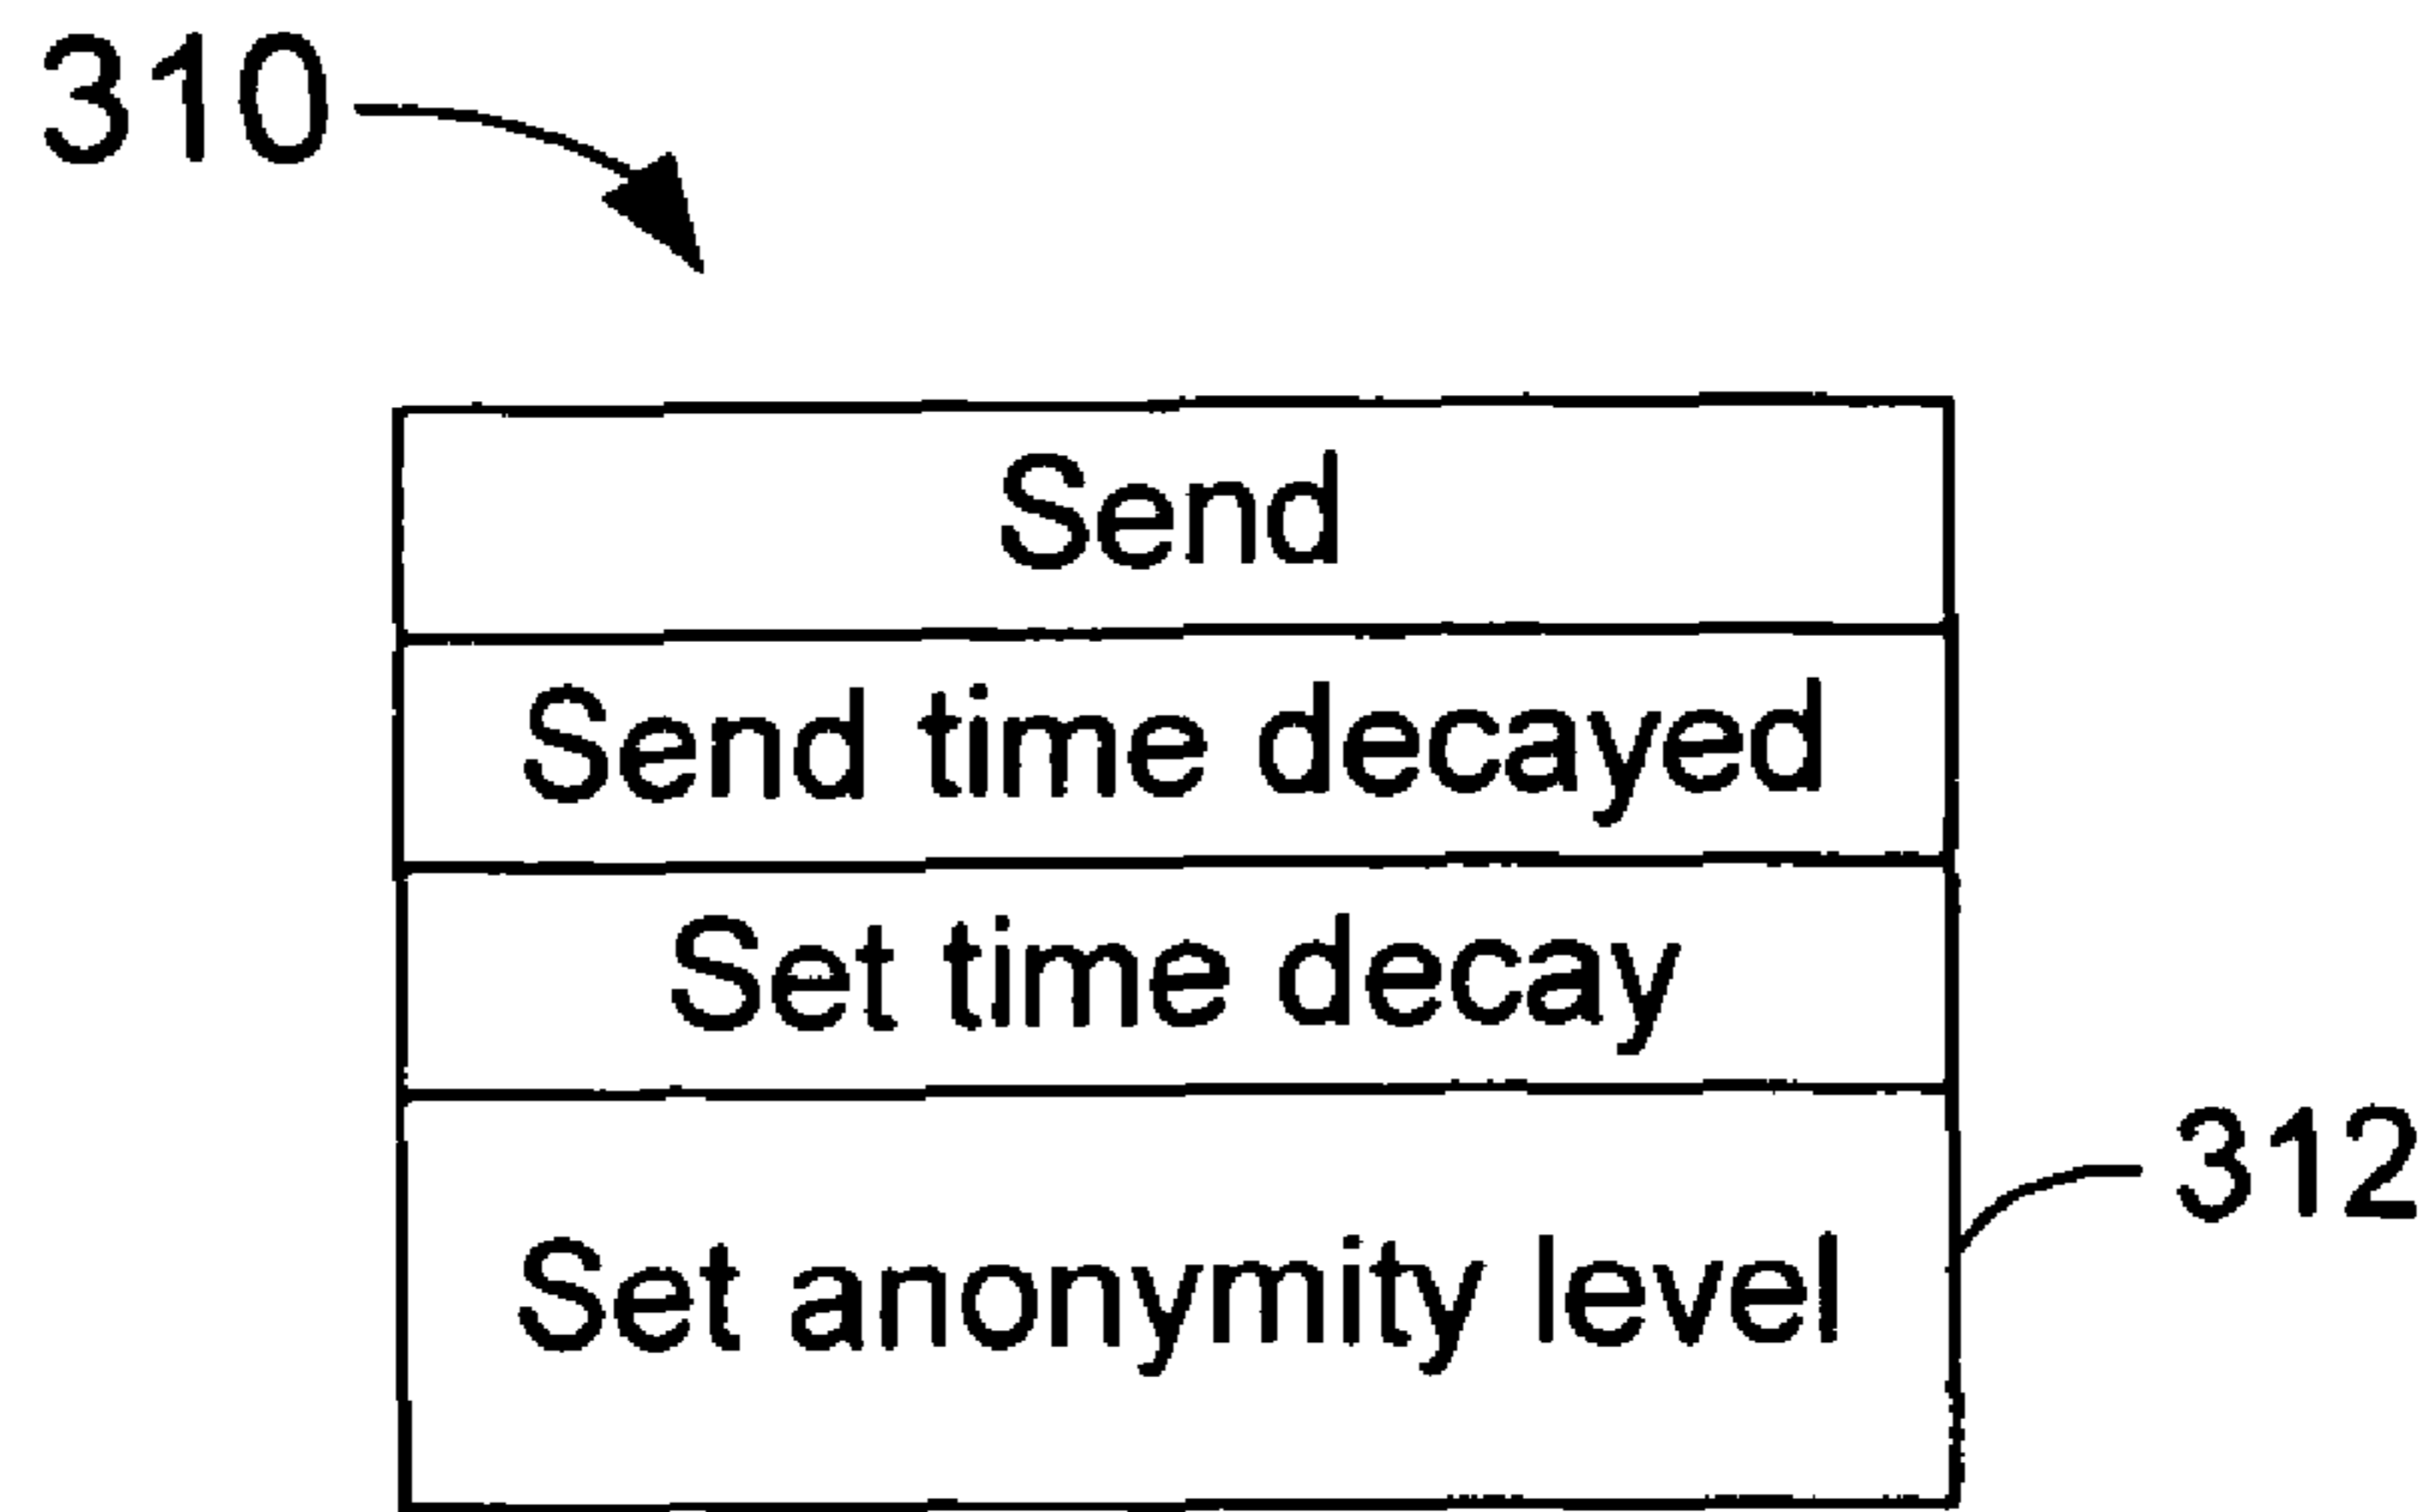 310
Send
Send time decayed
Set time decay
312
Set anonymity level